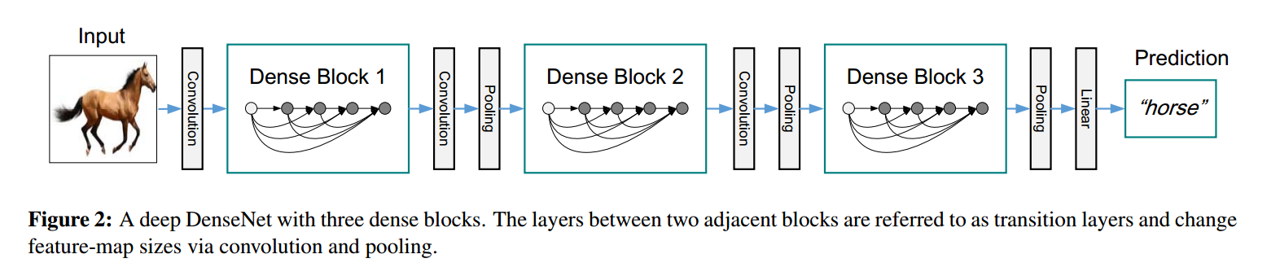 Input
Convolution
Dense Block 1
Convolution
Pooling
Dense Block 2
Convolution
Pooling
Dense Block 3
Pooling
Linear
Prediction
“horse”
Figure 2: A deep DenseNet with three dense blocks. The layers between two adjacent blocks are referred to as transition layers and change
feature-map sizes via convolution and pooling.